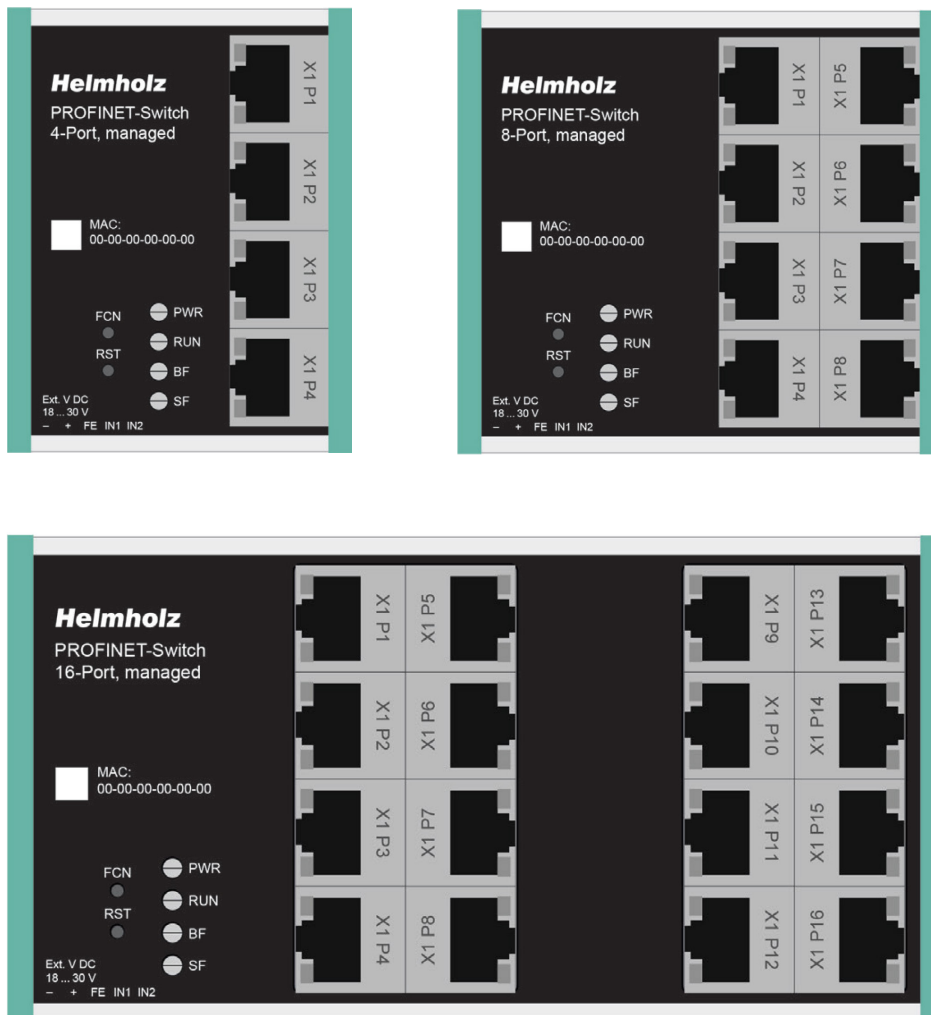 Helmholz
PROFINET-Switch
4-Port, managed
MAC:
00-00-00-00-00-00
FCN
RST
PWR
RUN
BF
SF
Ext. V DC
18 ... 30 V
– + FE IN1 IN2
X1 P1
X1 P2
X1 P3
X1 P4
Helmholz
PROFINET-Switch
8-Port, managed
MAC:
00-00-00-00-00-00
FCN
RST
PWR
RUN
BF
SF
Ext. V DC
18 ... 30 V
– + FE IN1 IN2
X1 P1
X1 P5
X1 P2
X1 P6
X1 P3
X1 P7
X1 P4
X1 P8
Helmholz
PROFINET-Switch
16-Port, managed
MAC:
00-00-00-00-00-00
FCN
RST
PWR
RUN
BF
SF
Ext. V DC
18 ... 30 V
– + FE IN1 IN2
X1 P1
X1 P5
X1 P2
X1 P6
X1 P3
X1 P7
X1 P4
X1 P8
X1 P9
X1 P13
X1 P10
X1 P14
X1 P11
X1 P15
X1 P12
X1 P16